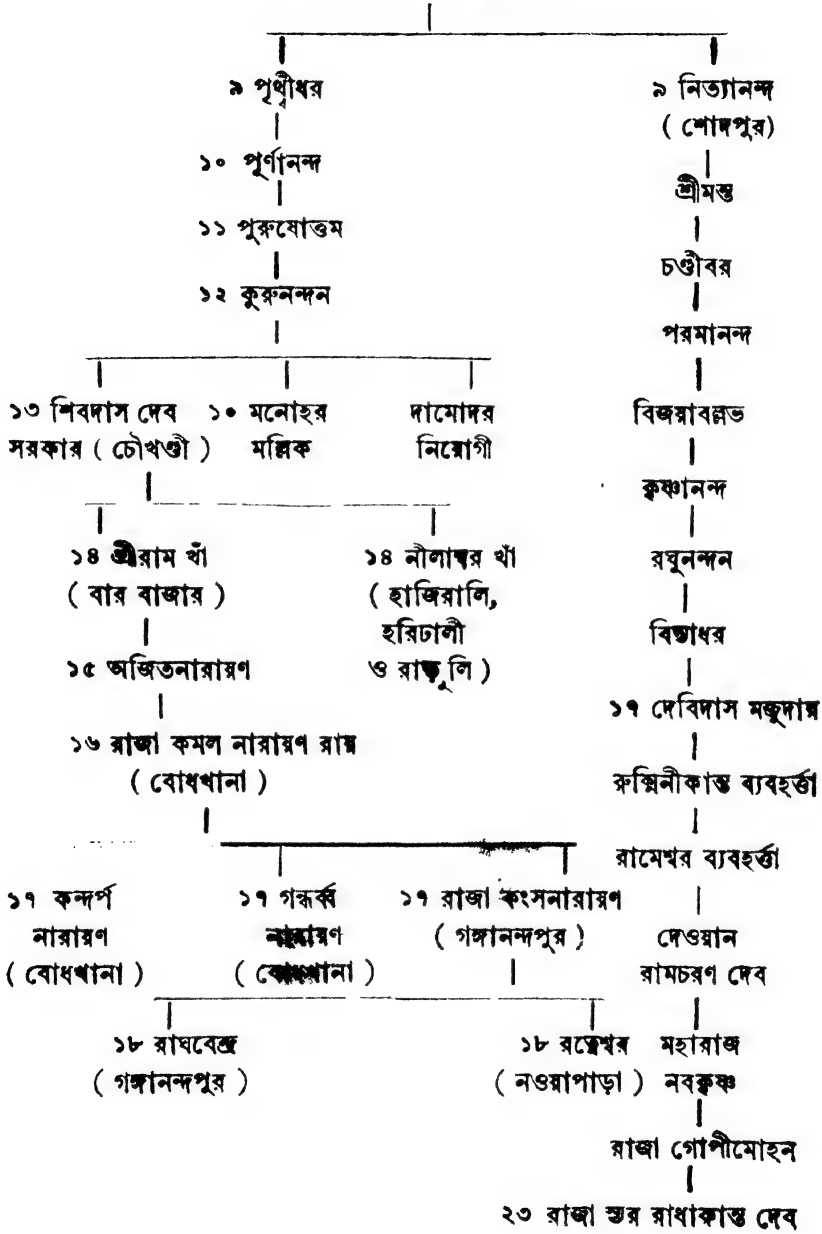 ৯ পৃথ্বীধর ৯ নিত্যানন্দ
( শোদপুর )
১০ পূর্ণানন্দ শ্রীমন্ত
১১ পুরুষোত্তম
চণ্ডীবর
১২ কুরুনন্দন
পরমানন্দ
১৩ শিবদাস দেব ১০ মনোহর দামোদর বিজয়াবল্লভ
সরকার ( চৌখণ্ডী ) মল্লিক নিয়োগী
কৃষ্ণানন্দ
১৪ শ্রীরাম খাঁ ১৪ নীলাম্বর খাঁ রঘুনন্দন
( বার বাজার ) ( হাজিরালি,
হরিঢালী বিদ্যাধর
১৫ অজিতনারায়ণ ও রাড়ুলি )
১৭ দেবিদাস মজুদার
১৬ রাজা কমল নারায়ণ রায়
( বোধখানা ) রুক্মিনীকান্ত ব্যবহর্ত্তা
রামেশ্বর ব্যবহর্ত্তা
১৭ কন্দর্প ১৭ গন্ধর্ব্ব ১৭ রাজা কংসনারায়ণ
নারায়ণ নারায়ণ ( গঙ্গানন্দপুর ) দেওয়ান
( বোধখানা ) ( বোধখানা ) রামচরণ দেব
১৮ রাঘবেন্দ্র ১৮ রত্নেশ্বর মহারাজ
( গঙ্গানন্দপুর ) ( নওয়াপাড়া ) নবকৃষ্ণ
রাজা গোপীমোহন
২৩ রাজা স্যর রাধাকান্ত দেব